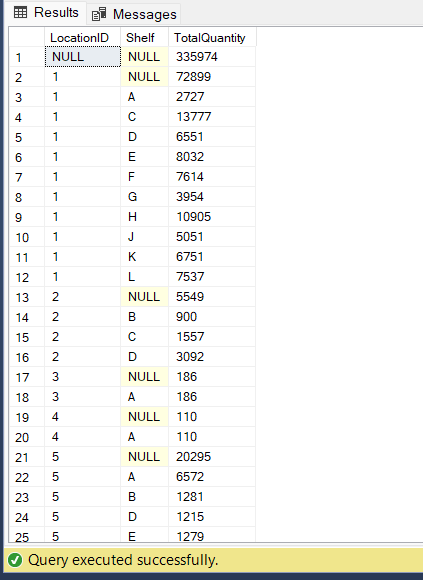 Results Messages
LocationID Shelf TotalQuantity
1 NULL NULL 335974
2 1 NULL 72899
3 1 A 2727
4 1 C 13777
5 1 D 6551
6 1 E 8032
7 1 F 7614
8 1 G 3954
9 1 H 10905
10 1 J 5051
11 1 K 6751
12 1 L 7537
13 2 NULL 5549
14 2 B 900
15 2 C 1557
16 2 D 3092
17 3 NULL 186
18 3 A 186
19 4 NULL 110
20 4 A 110
21 5 NULL 20295
22 5 A 6572
23 5 B 1281
24 5 D 1215
25 5 E 1279
Query executed successfully.